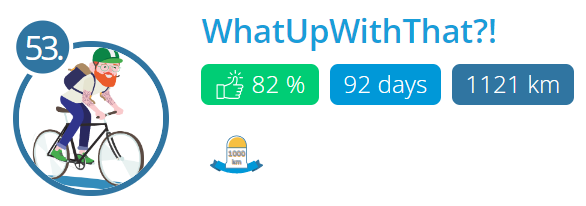 53.
WhatUpWithThat?!
82 % 92 days 1121 km
1000
km